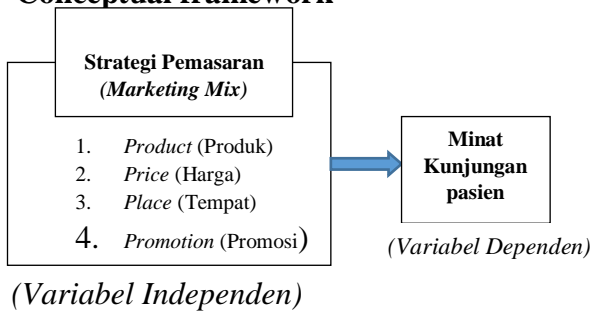 Conceptual framework
Strategi Pemasaran
(Marketing Mix)
1. Product (Produk)
2. Price (Harga)
3. Place (Tempat)
4. Promotion (Promosi)
(Variabel Independen)
Minat
Kunjungan
pasien
(Variabel Dependen)